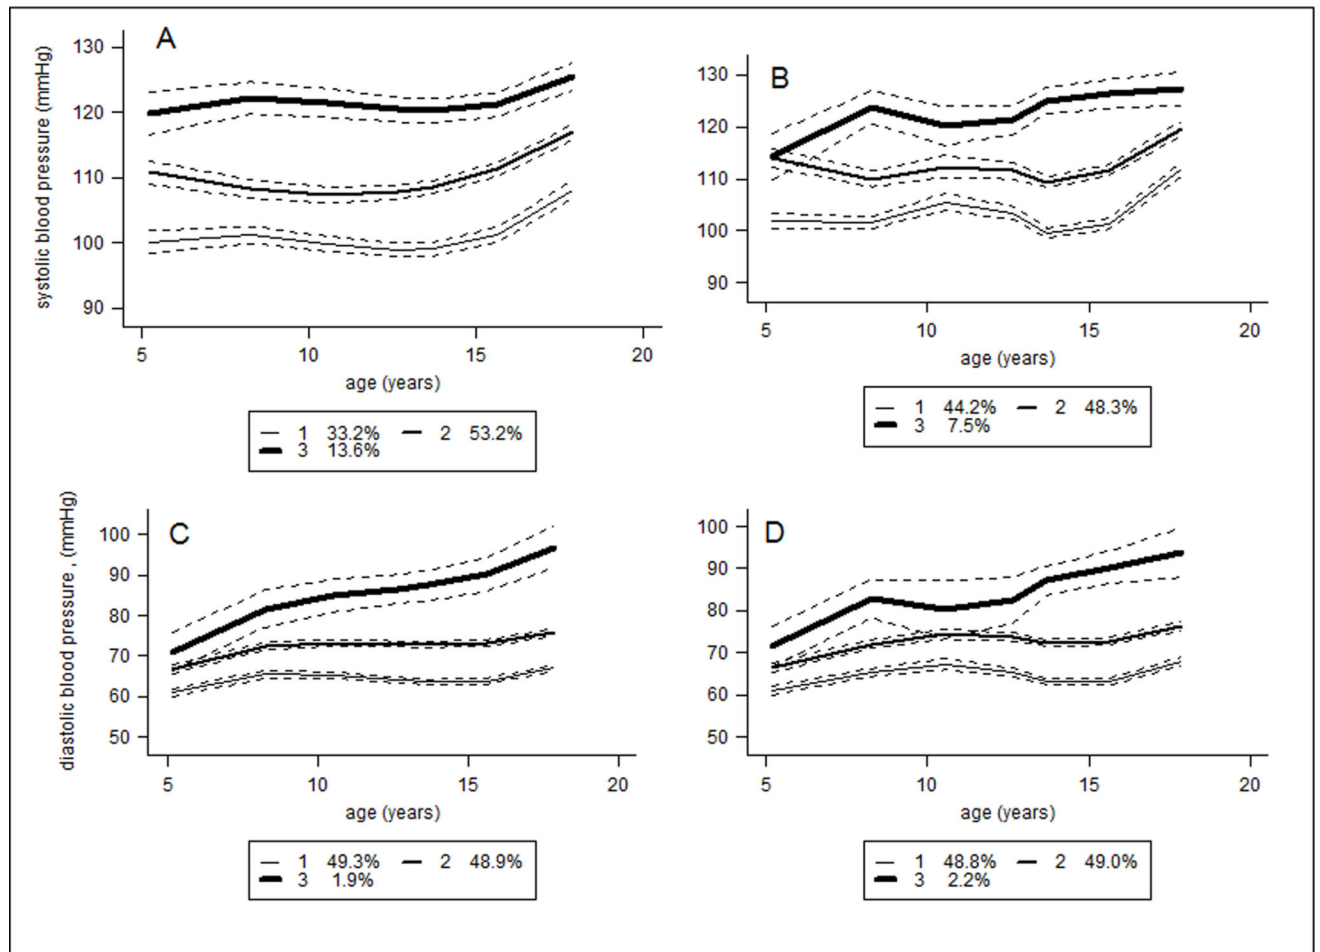 A
systolic blood pressure (mmHg)
130
120
110
100
90
5 10 15 20
age (years)
1 33.2% 2 53.2%
3 13.6%
B
130
120
110
100
90
5 10 15 20
age (years)
1 44.2% 2 48.3%
3 7.5%
C
diastolic blood pressure , (mmHg)
100
90
80
70
60
50
5 10 15 20
age (years)
1 49.3% 2 48.9%
3 1.9%
D
100
90
80
70
60
50
5 10 15 20
age (years)
1 48.8% 2 49.0%
3 2.2%